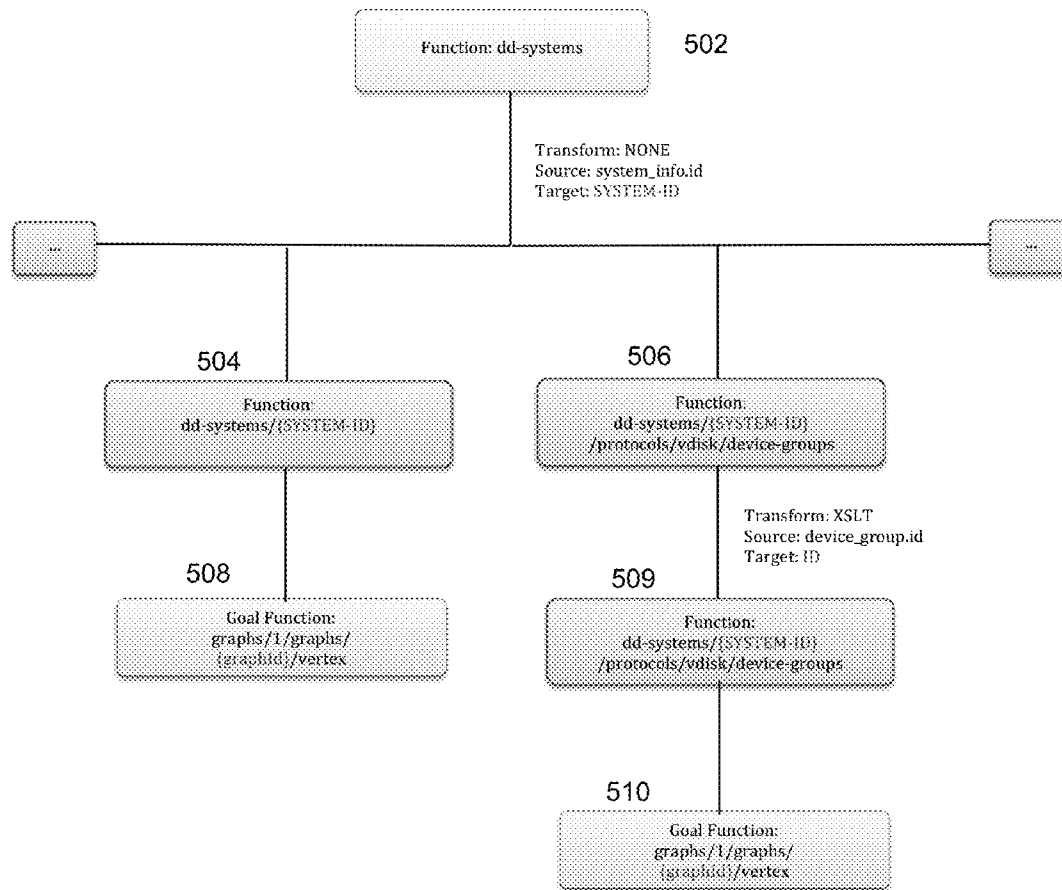 Function: dd-systems
502
Transform: NONE
Source: system_info.id
Target: SYSTEM-ID
...
...
504
506
Function:
dd-systems/{SYSTEM-ID}
Function:
dd-systems/{SYSTEM-ID}
/protocols/vdisk/device-groups
Transform: XSLT
Source: device_group.id
Target: ID
508
509
Goal Function:
graphs/1/graphs/
{graphId}/vertex
Function:
dd-systems/{SYSTEM-ID}
/protocols/vdisk/device-groups
510
Goal Function:
graphs/1/graphs/
{graphId}/vertex